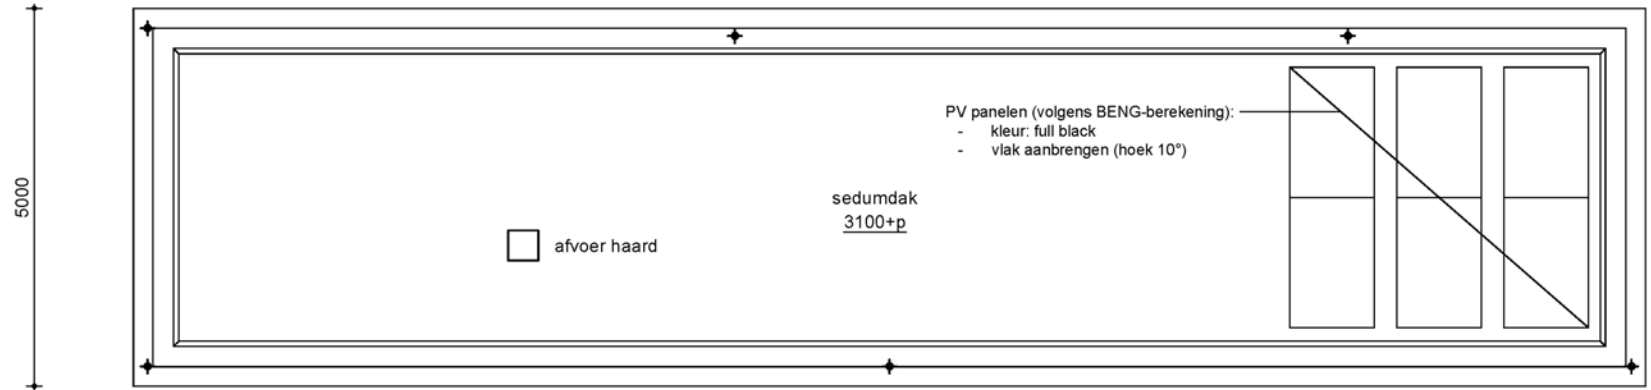 PV panelen (volgens BENG-berekening):
- kleur: full black
- vlak aanbrengen (hoek 10°)
5000
sedumdak
3100+p
afvoer haard